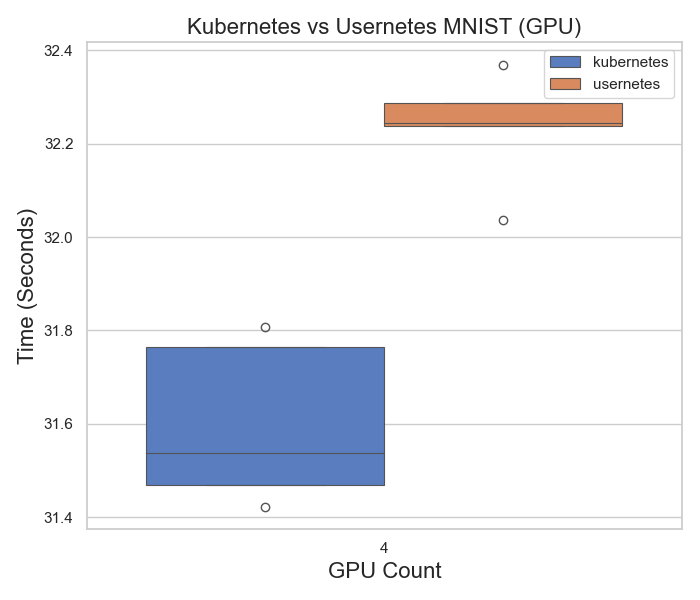 Kubernetes vs Usernetes MNIST (GPU)
kubernetes
usernetes
Time (Seconds)
32.4
32.2
32.0
31.8
31.6
31.4
4
GPU Count